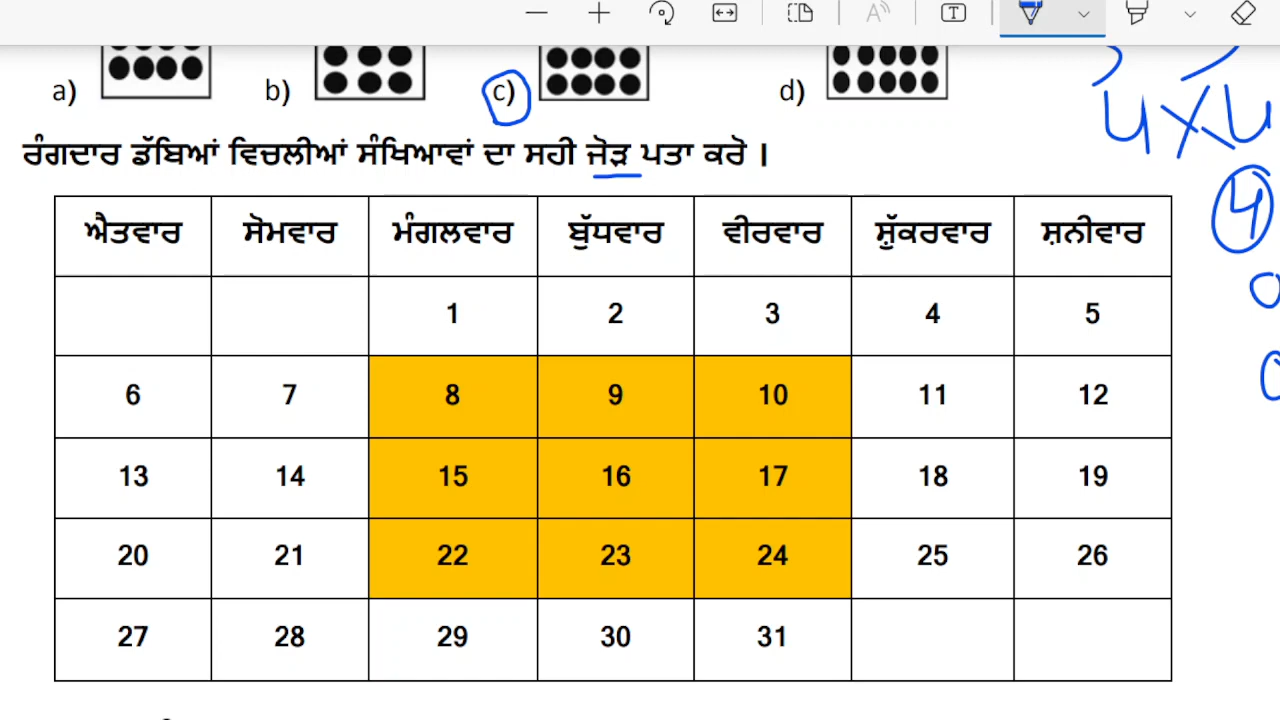 a) b) c) d)
4 × 4
ਰੰਗਦਾਰ ਡੱਬਿਆਂ ਵਿਚਲੀਆਂ ਸੰਖਿਆਵਾਂ ਦਾ ਸਹੀ ਜੋੜ ਪਤਾ ਕਰੋ ।
4
ਐਤਵਾਰ ਸੋਮਵਾਰ ਮੰਗਲਵਾਰ ਬੁੱਧਵਾਰ ਵੀਰਵਾਰ ਸ਼ੁੱਕਰਵਾਰ ਸ਼ਨੀਵਾਰ
1 2 3 4 5
6 7 8 9 10 11 12
13 14 15 16 17 18 19
20 21 22 23 24 25 26
27 28 29 30 31